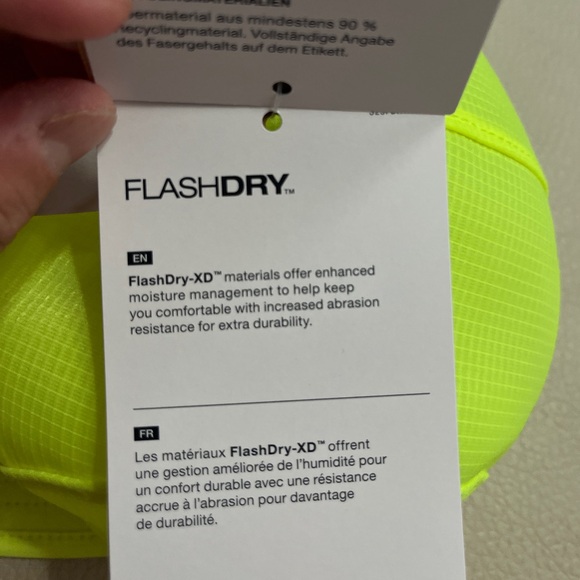 bermaterial aus mindestens 90 %
Recyclingmaterial. Vollständige Angabe
des Fasergehalts auf dem Etikett.
FLASHDRY™
EN
FlashDry-XD™ materials offer enhanced
moisture management to help keep
you comfortable with increased abrasion
resistance for extra durability.
FR
Les matériaux FlashDry-XD™ offrent
une gestion améliorée de l'humidité pour
un confort durable avec une résistance
accrue à l'abrasion pour davantage
de durabilité.